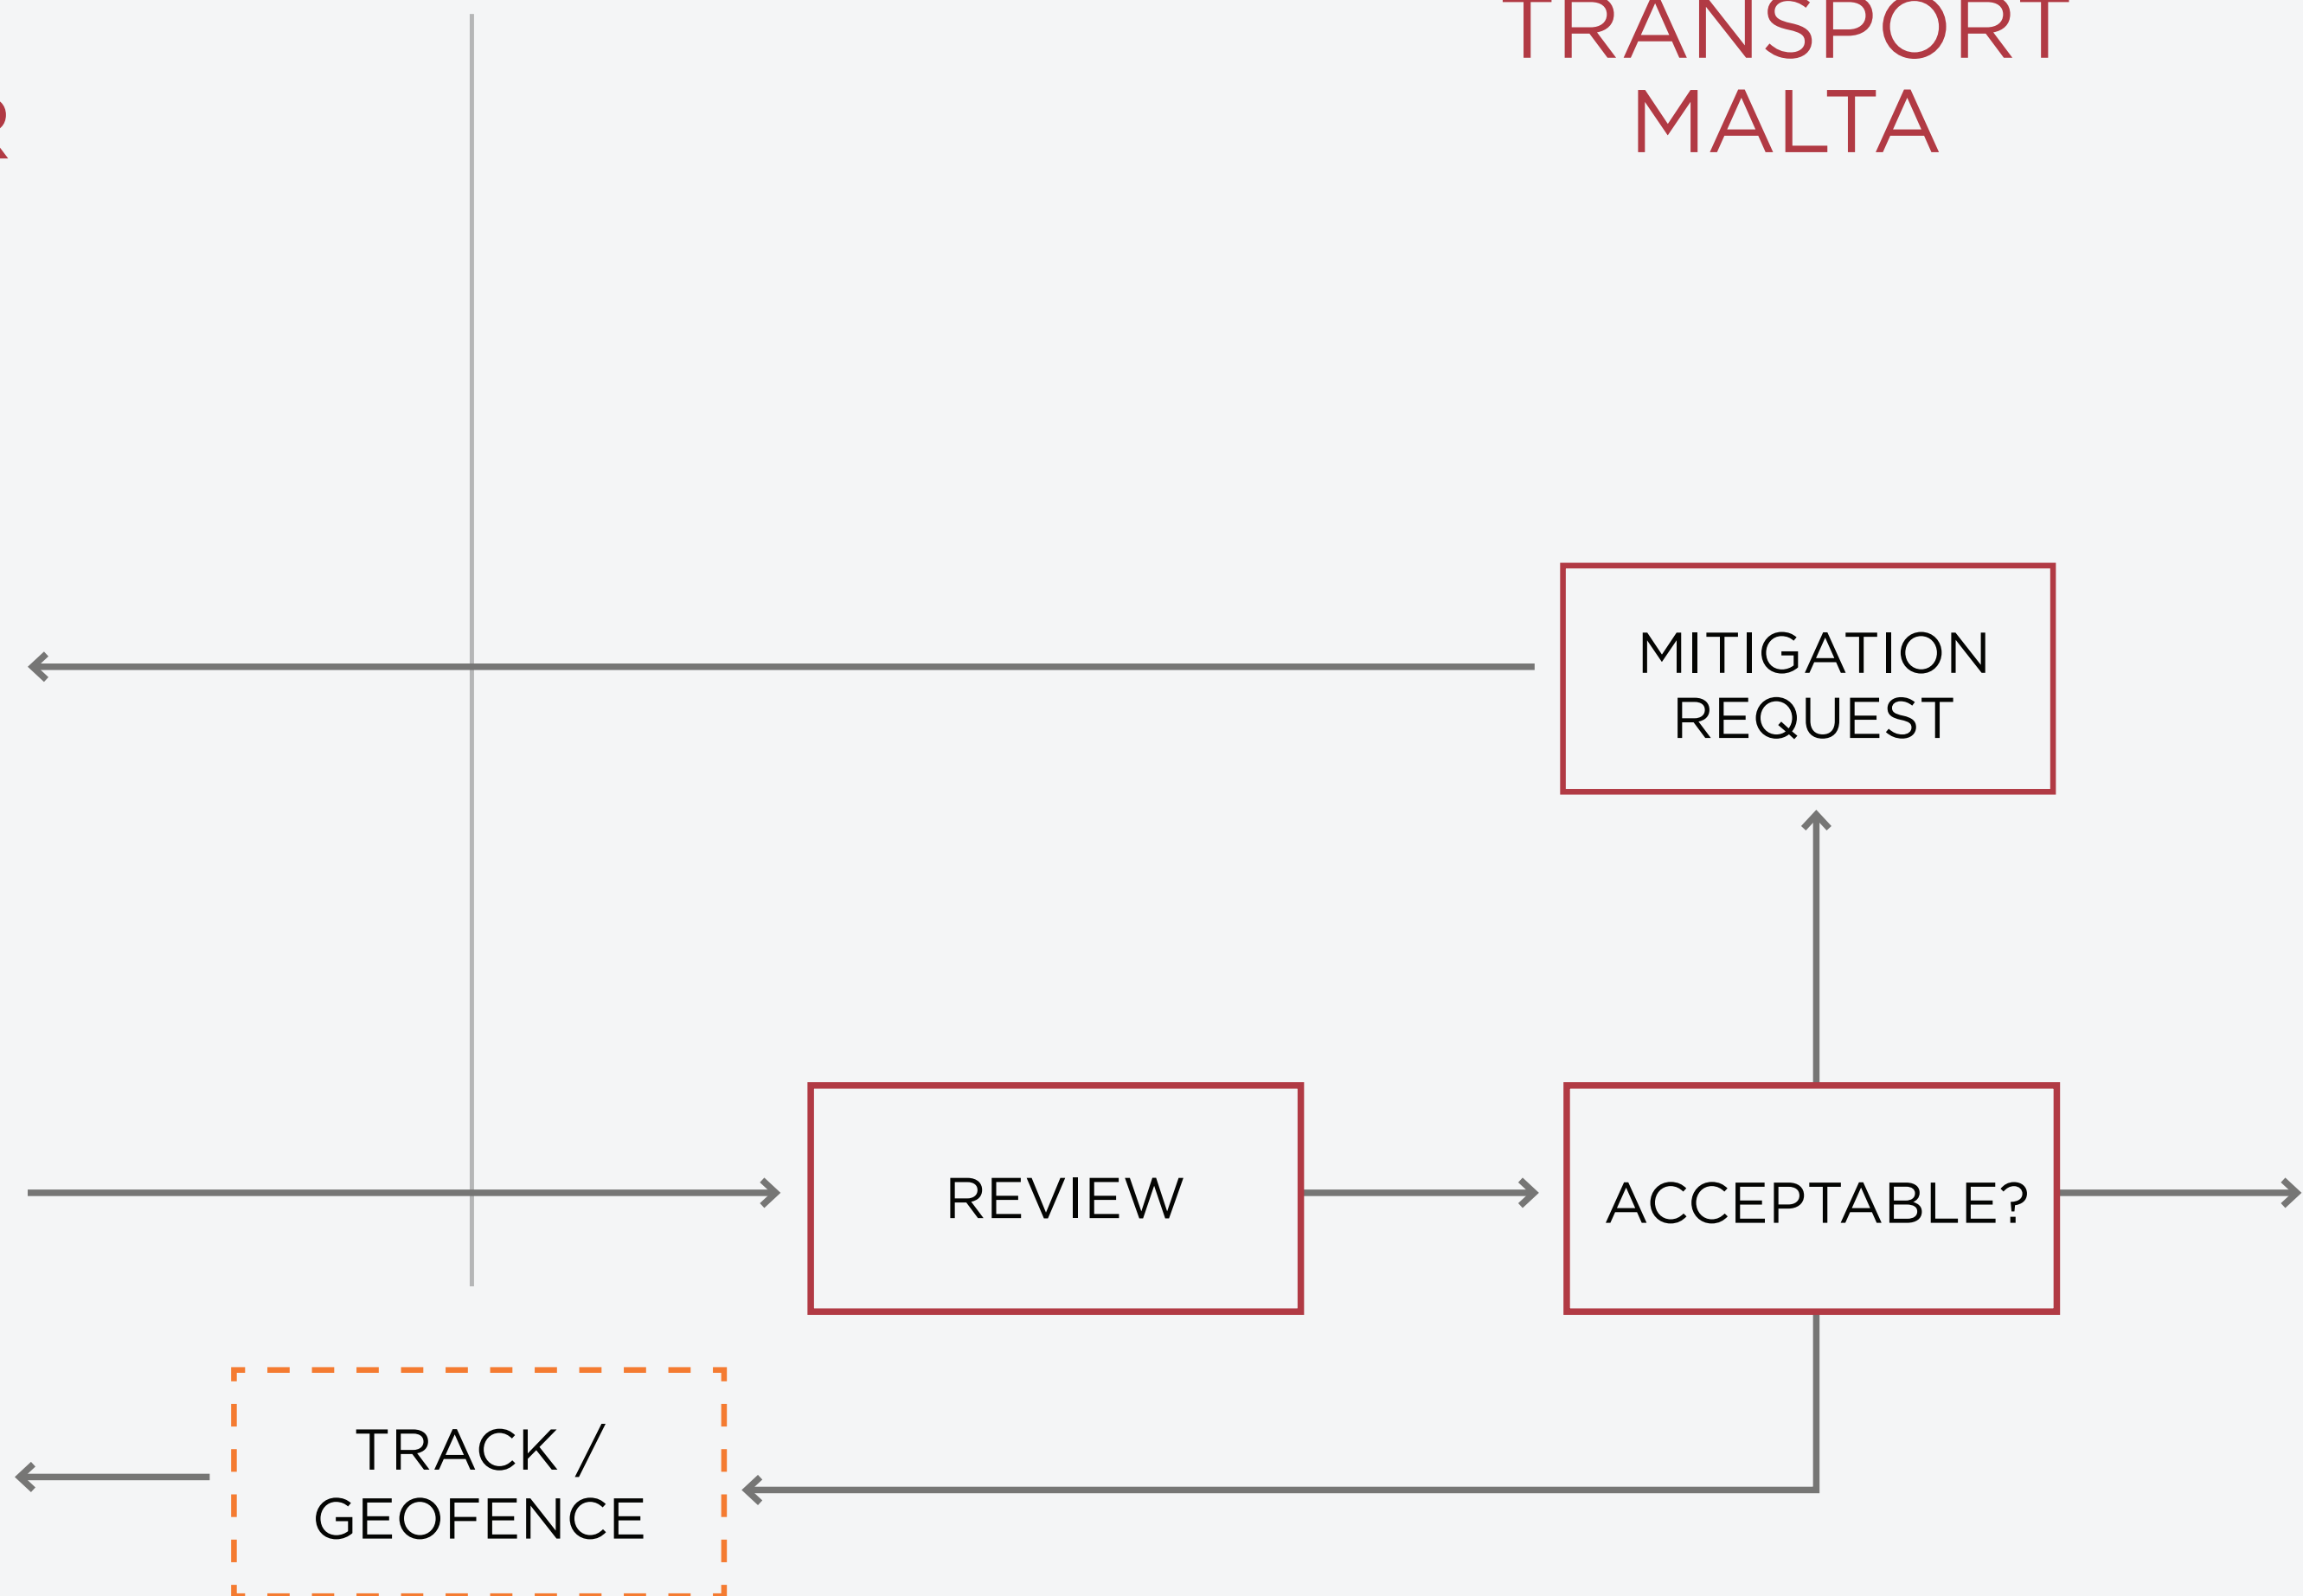 TRANSPORT
MALTA
R
MITIGATION
REQUEST
REVIEW
ACCEPTABLE?
TRACK /
GEOFENCE